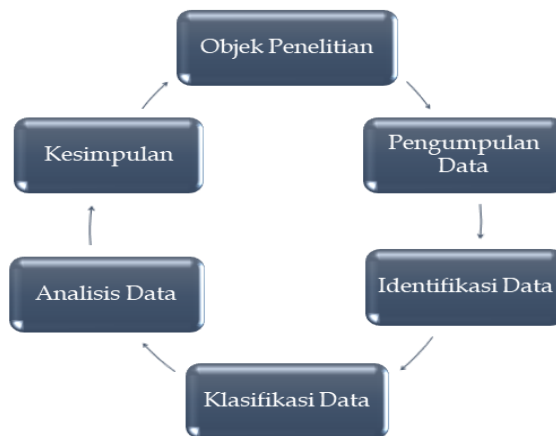 Objek Penelitian
Pengumpulan
Data
Identifikasi Data
Klasifikasi Data
Analisis Data
Kesimpulan